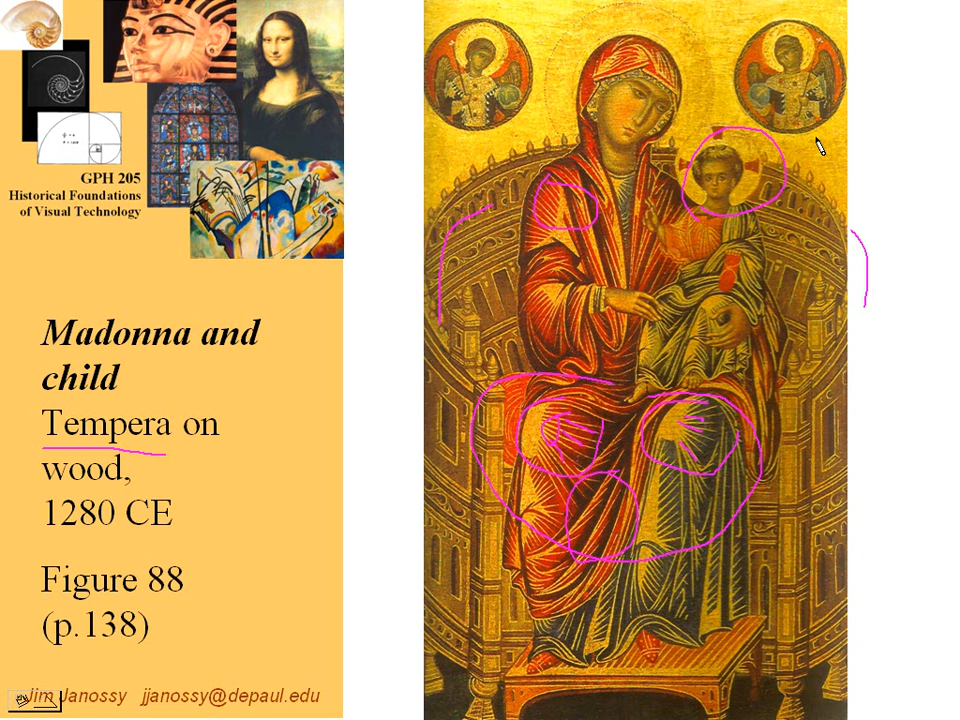 GPH 205
Historical Foundations
of Visual Technology
Madonna and
child
Tempera on
wood,
1280 CE
Figure 88
(p.138)
Jim Janossy jjanossy@depaul.edu